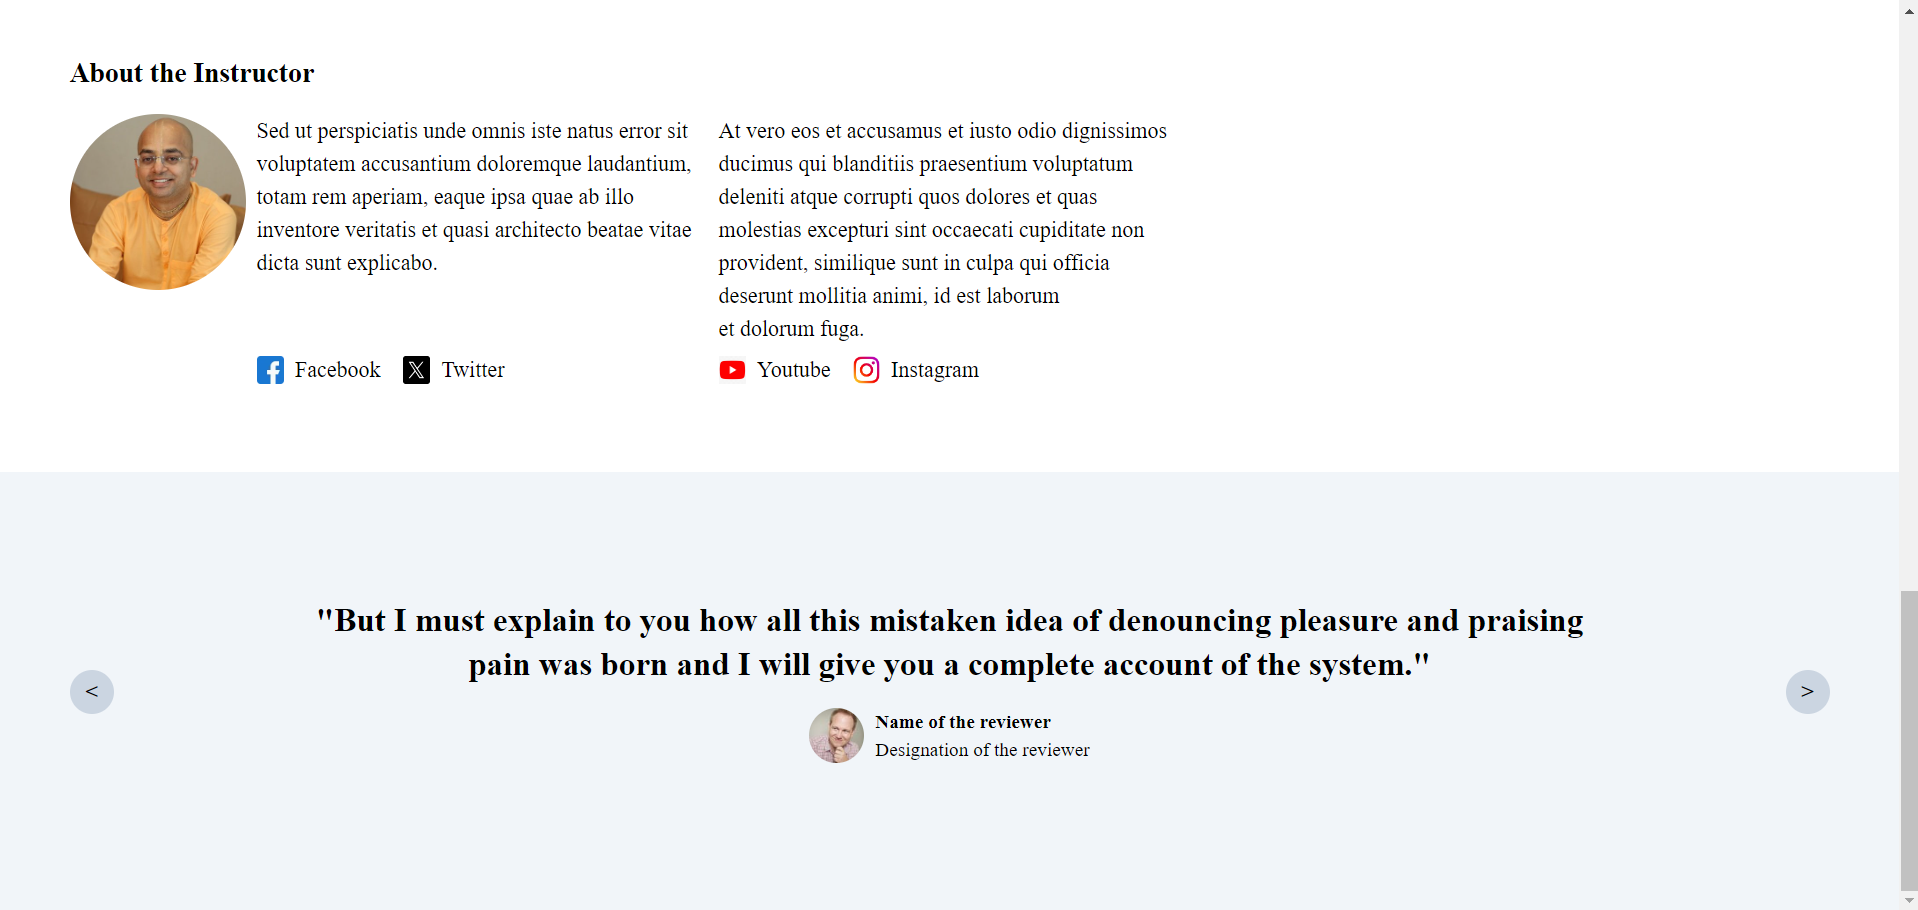 About the Instructor
Sed ut perspiciatis unde omnis iste natus error sit
voluptatem accusantium doloremque laudantium,
totam rem aperiam, eaque ipsa quae ab illo
inventore veritatis et quasi architecto beatae vitae
dicta sunt explicabo.
Facebook Twitter
At vero eos et accusamus et iusto odio dignissimos
ducimus qui blanditiis praesentium voluptatum
deleniti atque corrupti quos dolores et quas
molestias excepturi sint occaecati cupiditate non
provident, similique sunt in culpa qui officia
deserunt mollitia animi, id est laborum
et dolorum fuga.
Youtube Instagram
"But I must explain to you how all this mistaken idea of denouncing pleasure and praising
pain was born and I will give you a complete account of the system."
<
>
Name of the reviewer
Designation of the reviewer